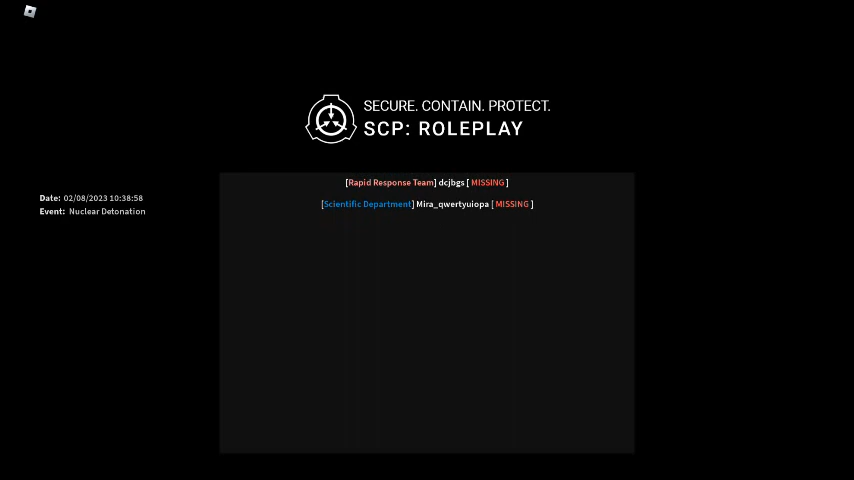 SECURE. CONTAIN. PROTECT.
SCP: ROLEPLAY
[Rapid Response Team] dcjbgs [ MISSING ]
Date: 02/08/2023 10:38:58
[Scientific Department] Mira_qwertyuiopa [ MISSING ]
Event: Nuclear Detonation